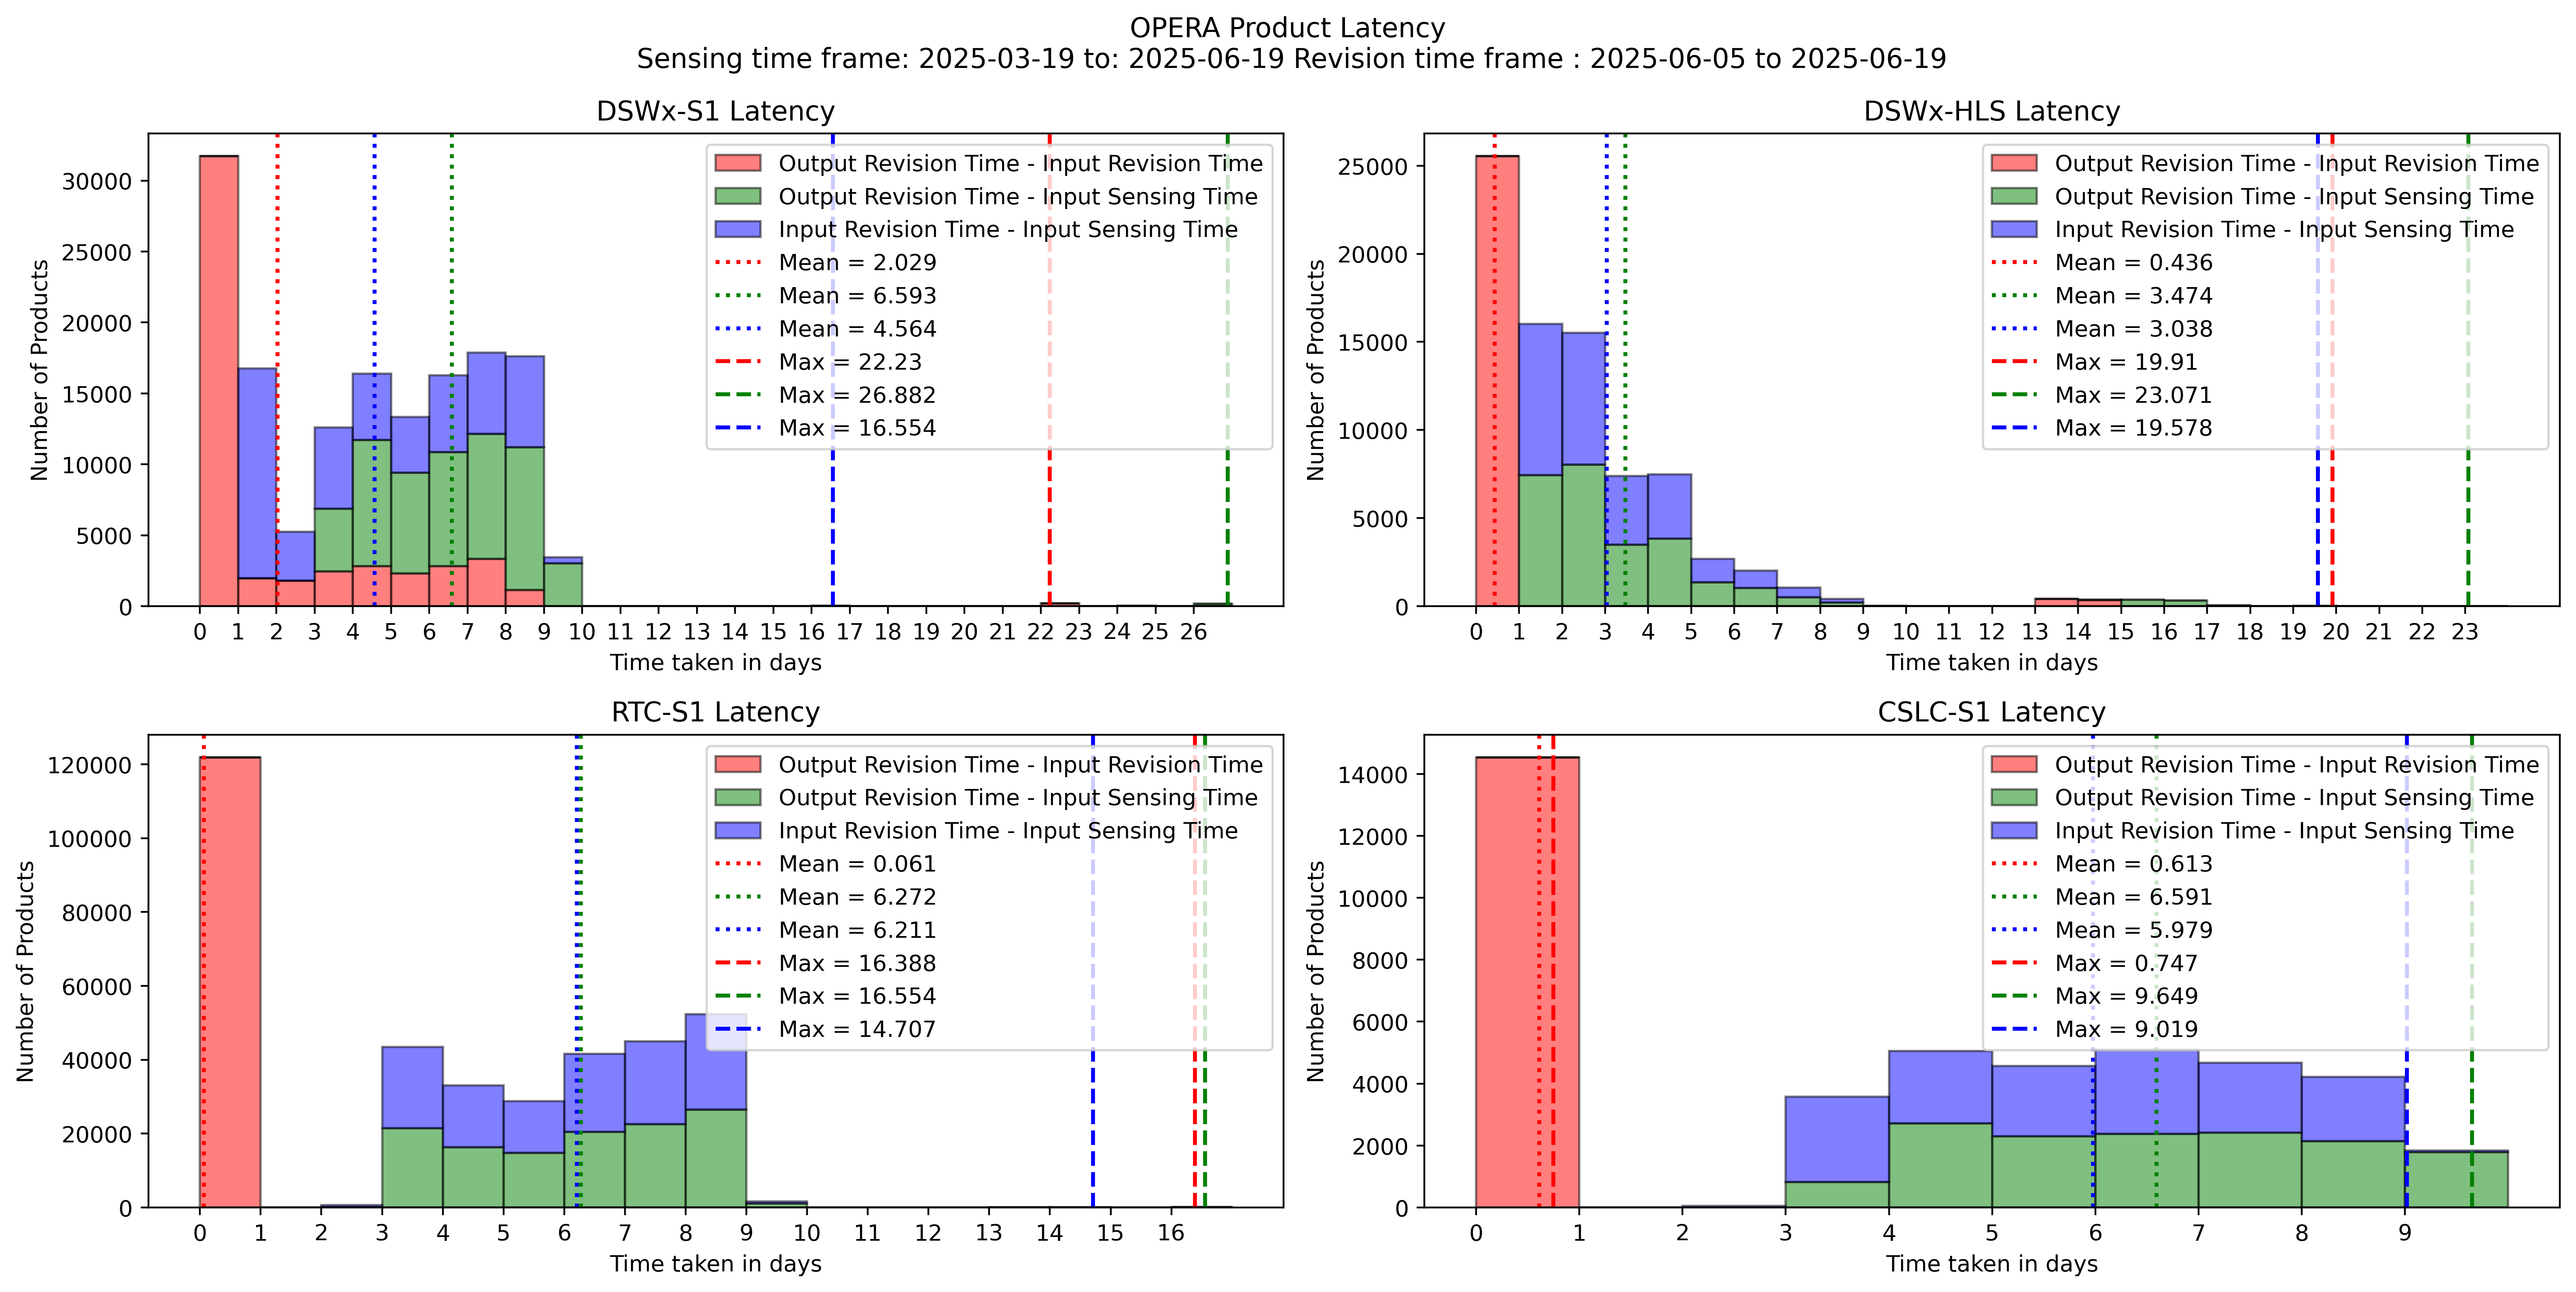 OPERA Product Latency
Sensing time frame: 2025-03-19 to: 2025-06-19 Revision time frame : 2025-06-05 to 2025-06-19
DSWx-S1 Latency
Number of Products
30000
25000
20000
15000
10000
5000
0
Output Revision Time - Input Revision Time
Output Revision Time - Input Sensing Time
Input Revision Time - Input Sensing Time
Mean = 2.029
Mean = 6.593
Mean = 4.564
Max = 22.23
Max = 26.882
Max = 16.554
0 1 2 3 4 5 6 7 8 9 10 11 12 13 14 15 16 17 18 19 20 21 22 23 24 25 26
Time taken in days
DSWx-HLS Latency
Number of Products
25000
20000
15000
10000
5000
0
Output Revision Time - Input Revision Time
Output Revision Time - Input Sensing Time
Input Revision Time - Input Sensing Time
Mean = 0.436
Mean = 3.474
Mean = 3.038
Max = 19.91
Max = 23.071
Max = 19.578
0 1 2 3 4 5 6 7 8 9 10 11 12 13 14 15 16 17 18 19 20 21 22 23
Time taken in days
RTC-S1 Latency
Number of Products
120000
100000
80000
60000
40000
20000
0
Output Revision Time - Input Revision Time
Output Revision Time - Input Sensing Time
Input Revision Time - Input Sensing Time
Mean = 0.061
Mean = 6.272
Mean = 6.211
Max = 16.388
Max = 16.554
Max = 14.707
0 1 2 3 4 5 6 7 8 9 10 11 12 13 14 15 16
Time taken in days
CSLC-S1 Latency
Number of Products
14000
12000
10000
8000
6000
4000
2000
0
Output Revision Time - Input Revision Time
Output Revision Time - Input Sensing Time
Input Revision Time - Input Sensing Time
Mean = 0.613
Mean = 6.591
Mean = 5.979
Max = 0.747
Max = 9.649
Max = 9.019
0 1 2 3 4 5 6 7 8 9
Time taken in days